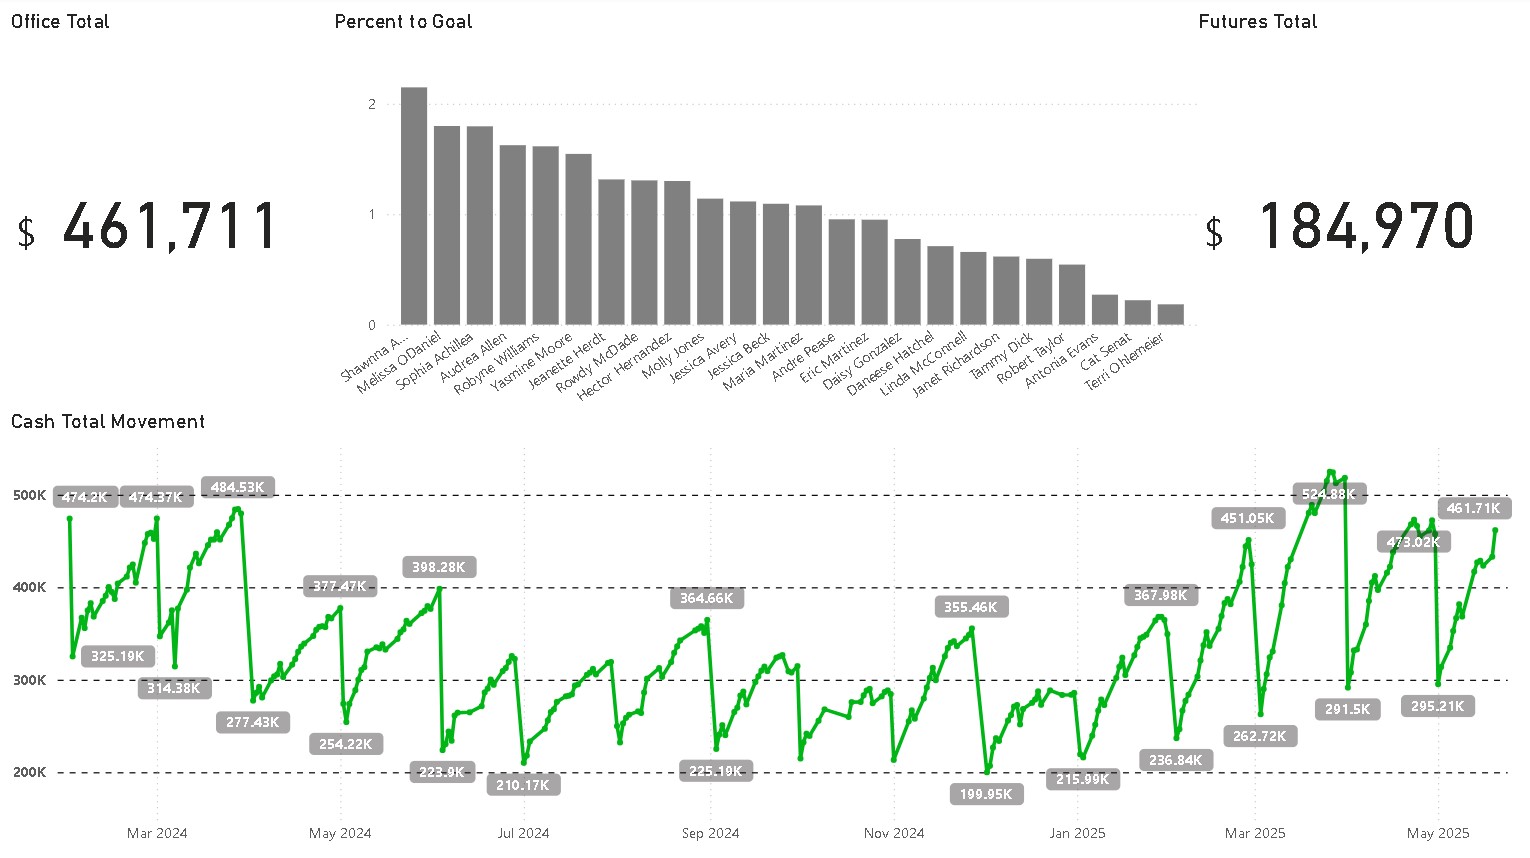 Office Total
Percent to Goal
Futures Total
$ 461,711
2
1
0
Shawna A...
Melissa ODaniel
Sophia Achillea
Audrea Allen
Robyne Williams
Yasmine Moore
Jeanette Herdt
Rowdy McDade
Hector Hernandez
Molly Jones
Jessica Avery
Jessica Beck
Maria Martinez
Andre Pease
Eric Martinez
Daisy Gonzalez
Daneese Hatchel
Linda McConnell
Janet Richardson
Tammy Dick
Robert Taylor
Antonia Evans
Cat Senat
Terri Ohlemeier
$ 184,970
Cash Total Movement
500K
400K
300K
200K
474.2K
325.19K
474.37K
314.38K
484.53K
277.43K
377.47K
254.22K
398.28K
223.9K
210.17K
364.66K
225.19K
355.46K
199.95K
215.99K
367.98K
236.84K
451.05K
262.72K
524.88K
291.5K
473.02K
295.21K
461.71K
Mar 2024
May 2024
Jul 2024
Sep 2024
Nov 2024
Jan 2025
Mar 2025
May 2025